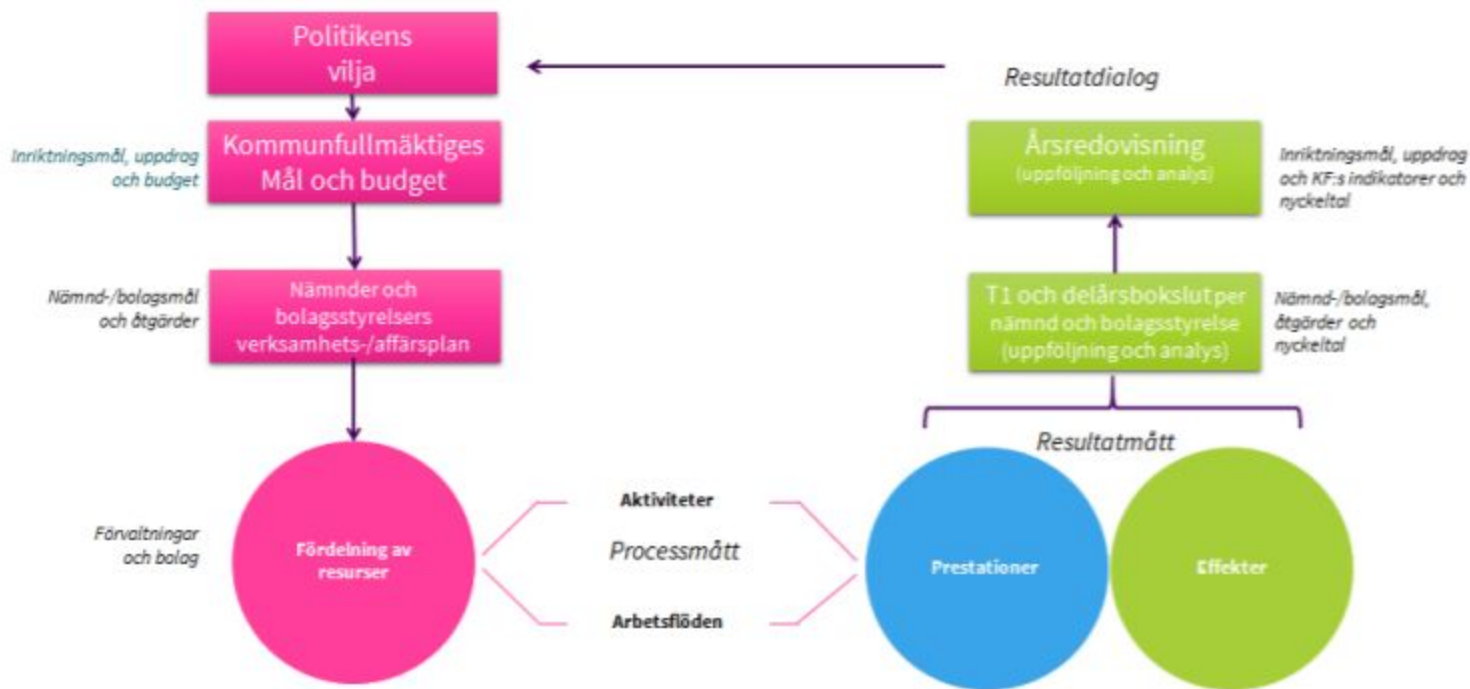 Politikens
vilja
Resultatdialog
Inriktningsmål, uppdrag
och budget
Kommunfullmäktiges
Mål och budget
Årsredovisning
(uppföljning och analys)
Inriktningsmål, uppdrag
och KF:s indikatorer och
nyckeltal
Nämnd-/bolagsmål
och åtgärder
Nämnder och
bolagsstyrelsers
verksamhets-/affärsplan
T1 och delårsbokslut per
nämnd och bolagsstyrelse
(uppföljning och analys)
Nämnd-/bolagsmål,
åtgärder och
nyckeltal
Resultatmått
Förvaltningar
och bolag
Fördelning av
resurser
Aktiviteter
Processmått
Arbetsflöden
Prestationer
Effekter